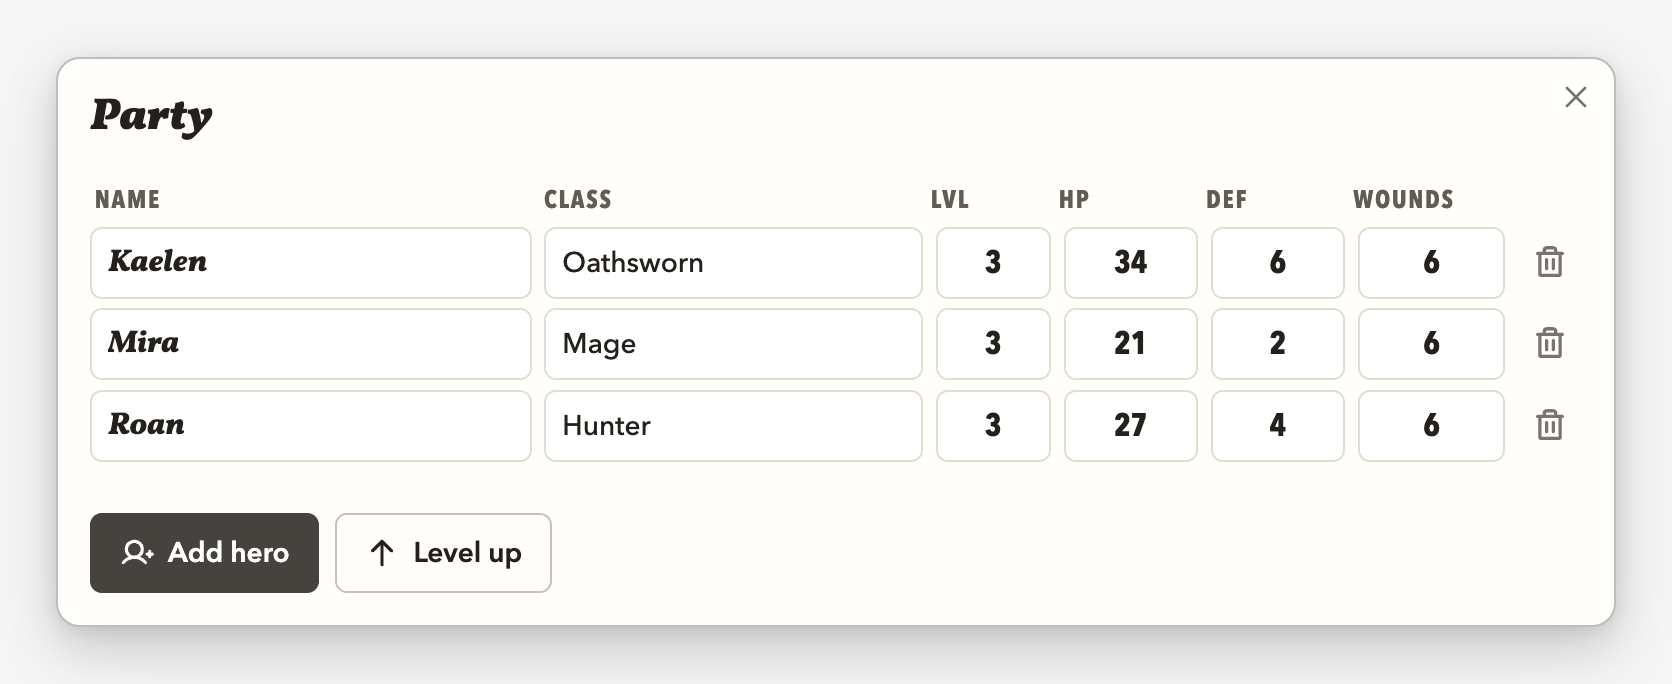 Party
NAME CLASS LVL HP DEF WOUNDS
Kaelen Oathsworn 3 34 6 6
Mira Mage 3 21 2 6
Roan Hunter 3 27 4 6
Add hero Level up